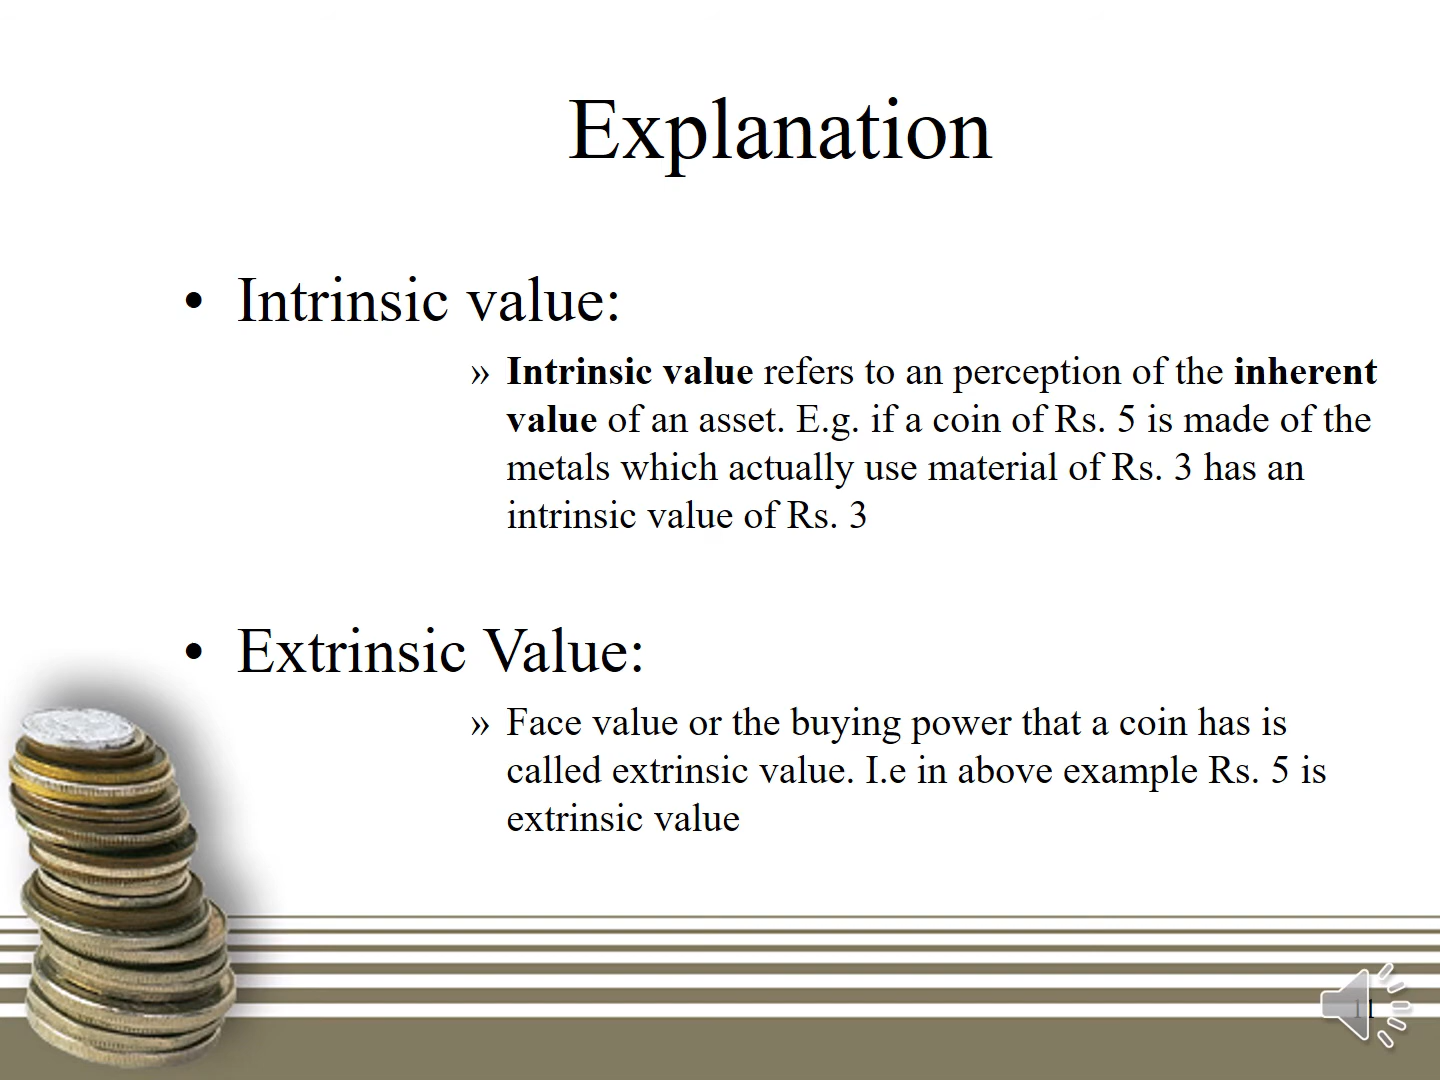 Explanation
• Intrinsic value:
» Intrinsic value refers to an perception of the inherent
value of an asset. E.g. if a coin of Rs. 5 is made of the
metals which actually use material of Rs. 3 has an
intrinsic value of Rs. 3
• Extrinsic Value:
» Face value or the buying power that a coin has is
called extrinsic value. I.e in above example Rs. 5 is
extrinsic value
11